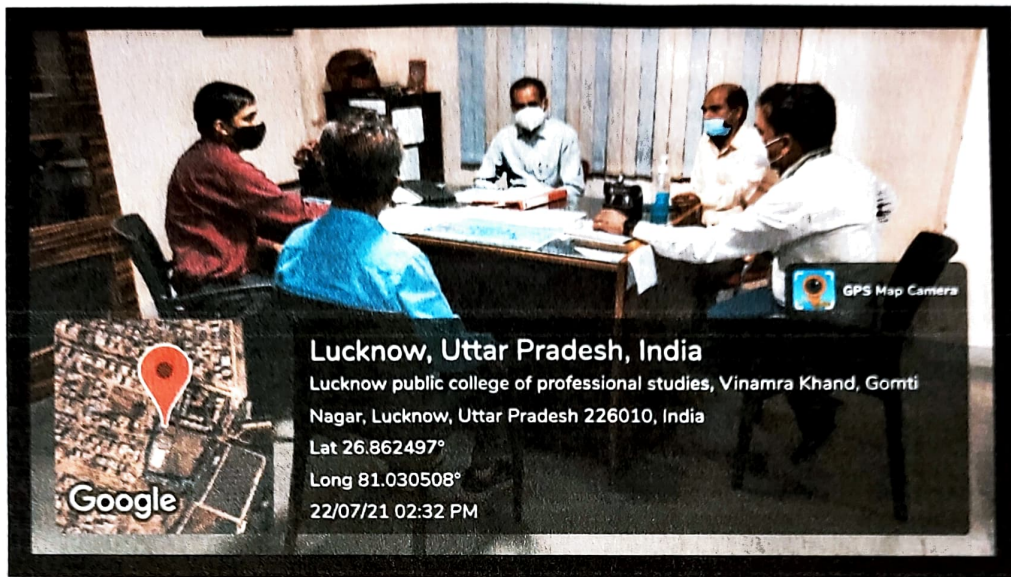 GPS Map Camera
Lucknow, Uttar Pradesh, India
Lucknow public college of professional studies, Vinamra Khand, Gomti
Nagar, Lucknow, Uttar Pradesh 226010, India
Lat 26.862497°
Long 81.030508°
22/07/21 02:32 PM
Google